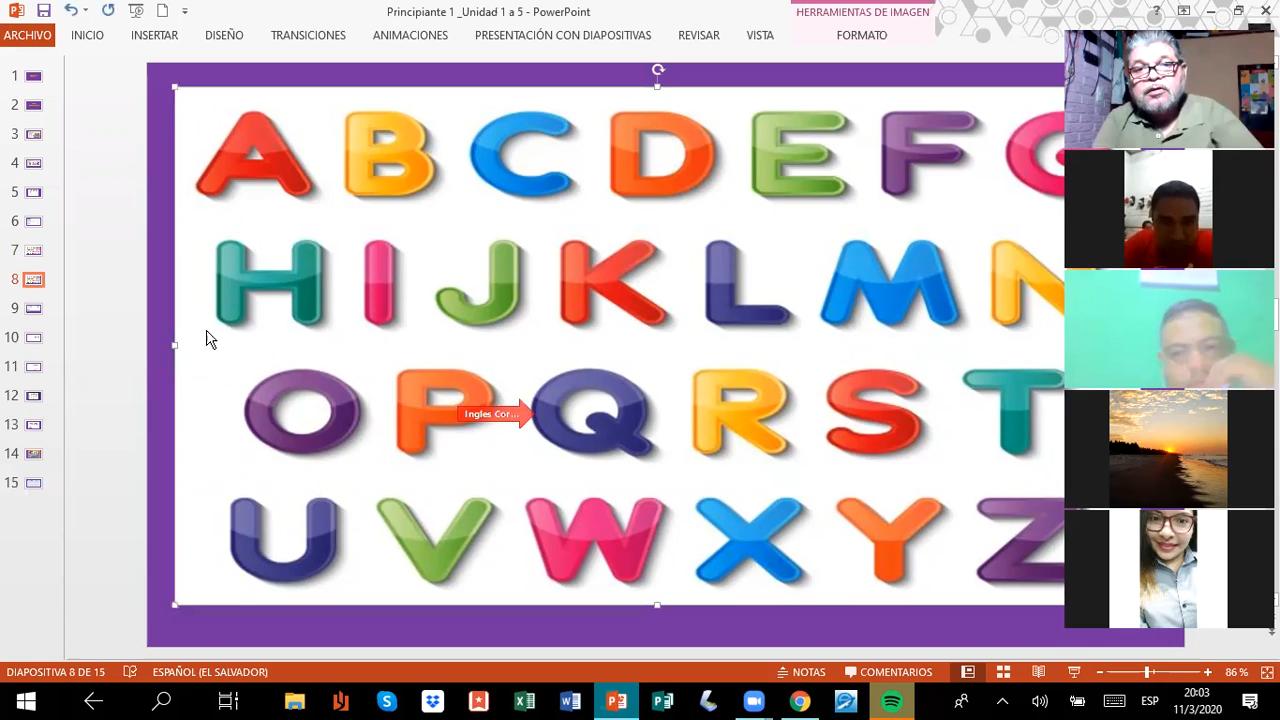 Principiante 1 _Unidad 1 a 5 - PowerPoint
HERRAMIENTAS DE IMAGEN
?
ARCHIVO INICIO INSERTAR DISEÑO TRANSICIONES ANIMACIONES PRESENTACIÓN CON DIAPOSITIVAS REVISAR VISTA FORMATO
1
2
3
4
5
6
7
8
9
10
11
12
13
14
15
A B C D E F G
H I J K L M N
O P Q R S T
Ingles Cor...
U V W X Y Z
DIAPOSITIVA 8 DE 15 ESPAÑOL (EL SALVADOR) NOTAS COMENTARIOS 86 %
ESP
20:03
11/3/2020